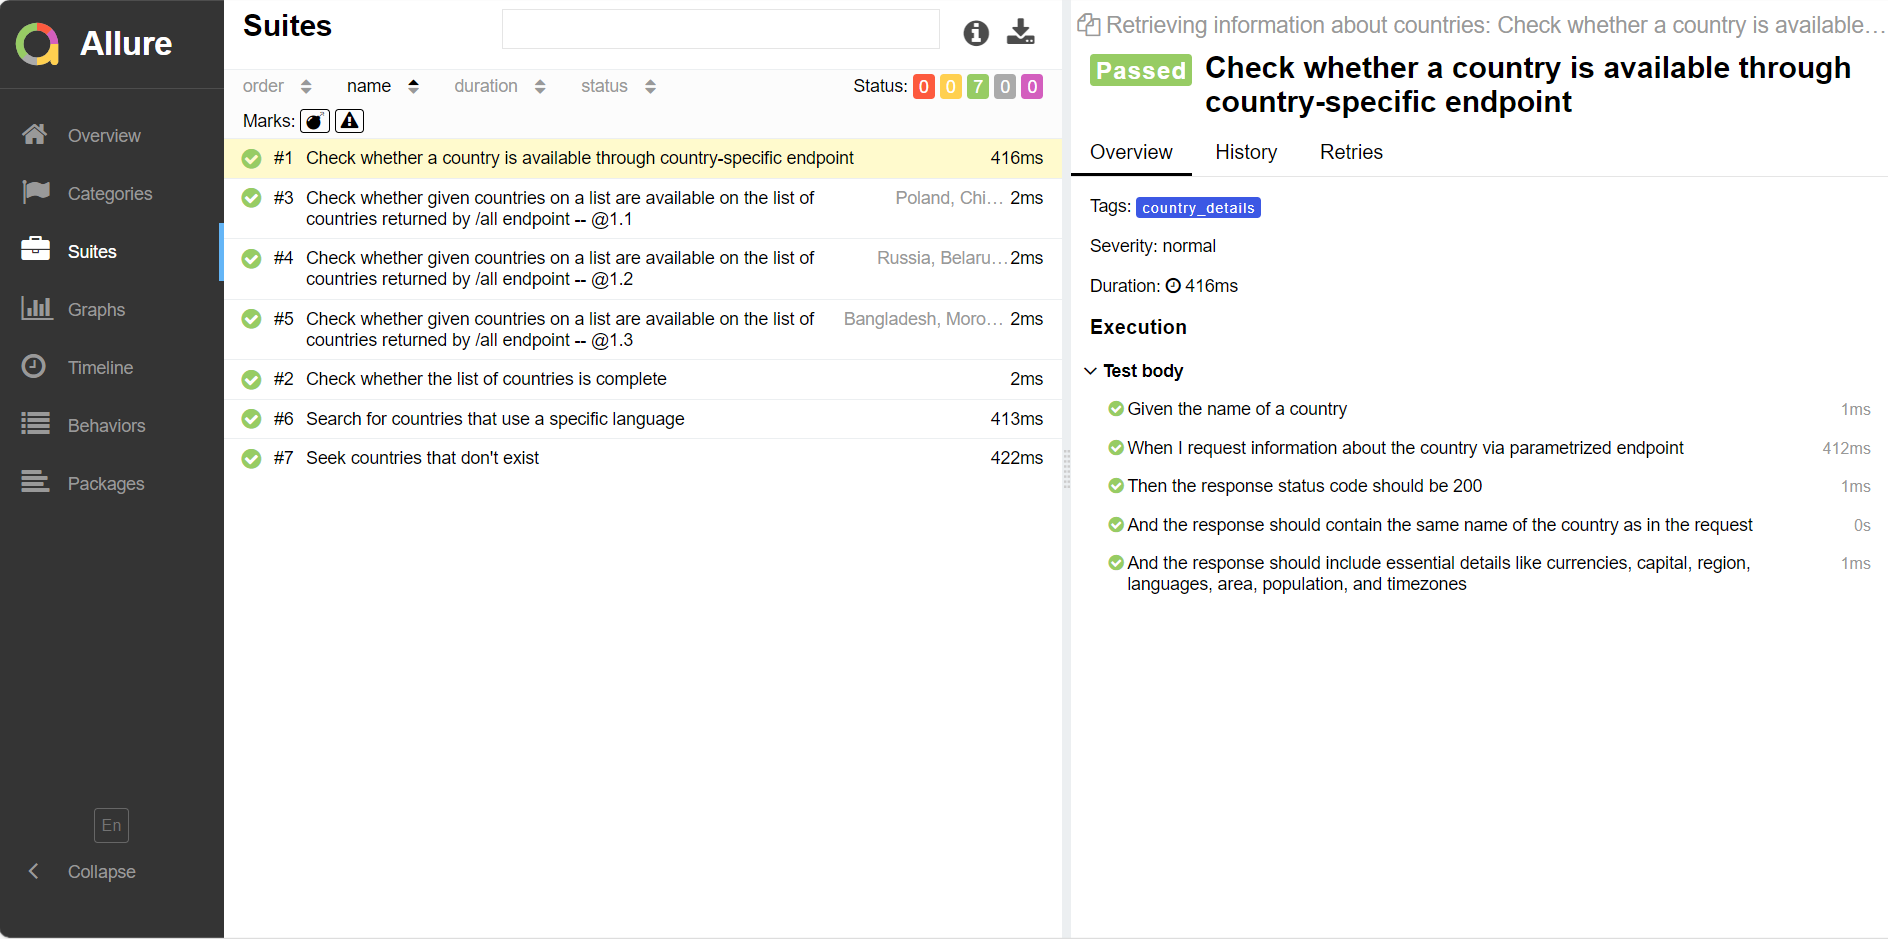 Allure
Overview
Categories
Suites
Graphs
Timeline
Behaviors
Packages
En
Collapse
Suites
order name duration status Status: 0 0 7 0 0
Marks:
#1 Check whether a country is available through country-specific endpoint 416ms
#3 Check whether given countries on a list are available on the list of Poland, Chi... 2ms
countries returned by /all endpoint -- @1.1
#4 Check whether given countries on a list are available on the list of Russia, Belaru... 2ms
countries returned by /all endpoint -- @1.2
#5 Check whether given countries on a list are available on the list of Bangladesh, Moro... 2ms
countries returned by /all endpoint -- @1.3
#2 Check whether the list of countries is complete 2ms
#6 Search for countries that use a specific language 413ms
#7 Seek countries that don't exist 422ms
Retrieving information about countries: Check whether a country is available...
Passed Check whether a country is available through
country-specific endpoint
Overview History Retries
Tags: country_details
Severity: normal
Duration: 416ms
Execution
Test body
Given the name of a country 1ms
When I request information about the country via parametrized endpoint 412ms
Then the response status code should be 200 1ms
And the response should contain the same name of the country as in the request 0s
And the response should include essential details like currencies, capital, region, 1ms
languages, area, population, and timezones